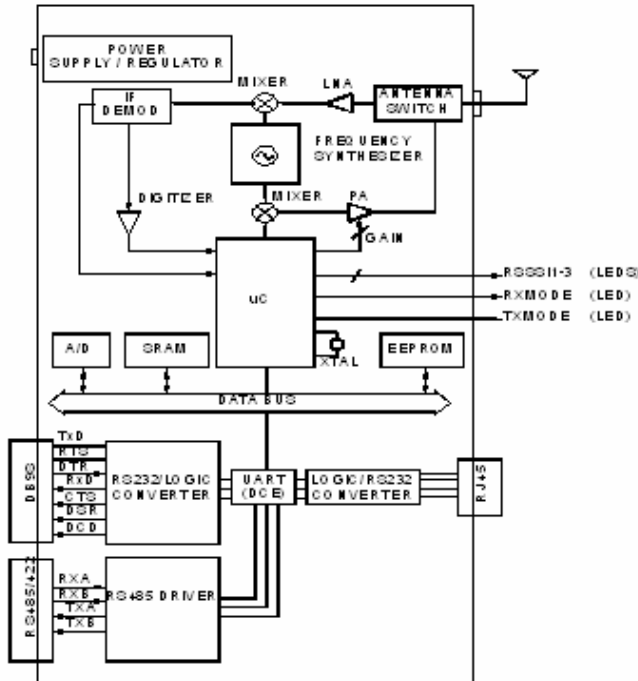 POWER
SUPPLY / REGULATOR
MIXER
LNA
ANTENNA
SWITCH
IF
DEMOD
FREQUENCY
SYNTHESIZER
DIGITIZER
MIXER
PA
GAIN
uC
RSSSI1-3 (LEDS)
RXMODE (LED)
TXMODE (LED)
XTAL
A/D
SRAM
EEPROM
DATA BUS
DB9S
TxD
RTS
DTR
RxD
CTS
DSR
DCD
RS232/LOGIC
CONVERTER
UART
(DCE)
LOGIC/RS232
CONVERTER
RJ45
RS485/422
RXA
RXB
TXA
TXB
RS485 DRIVER